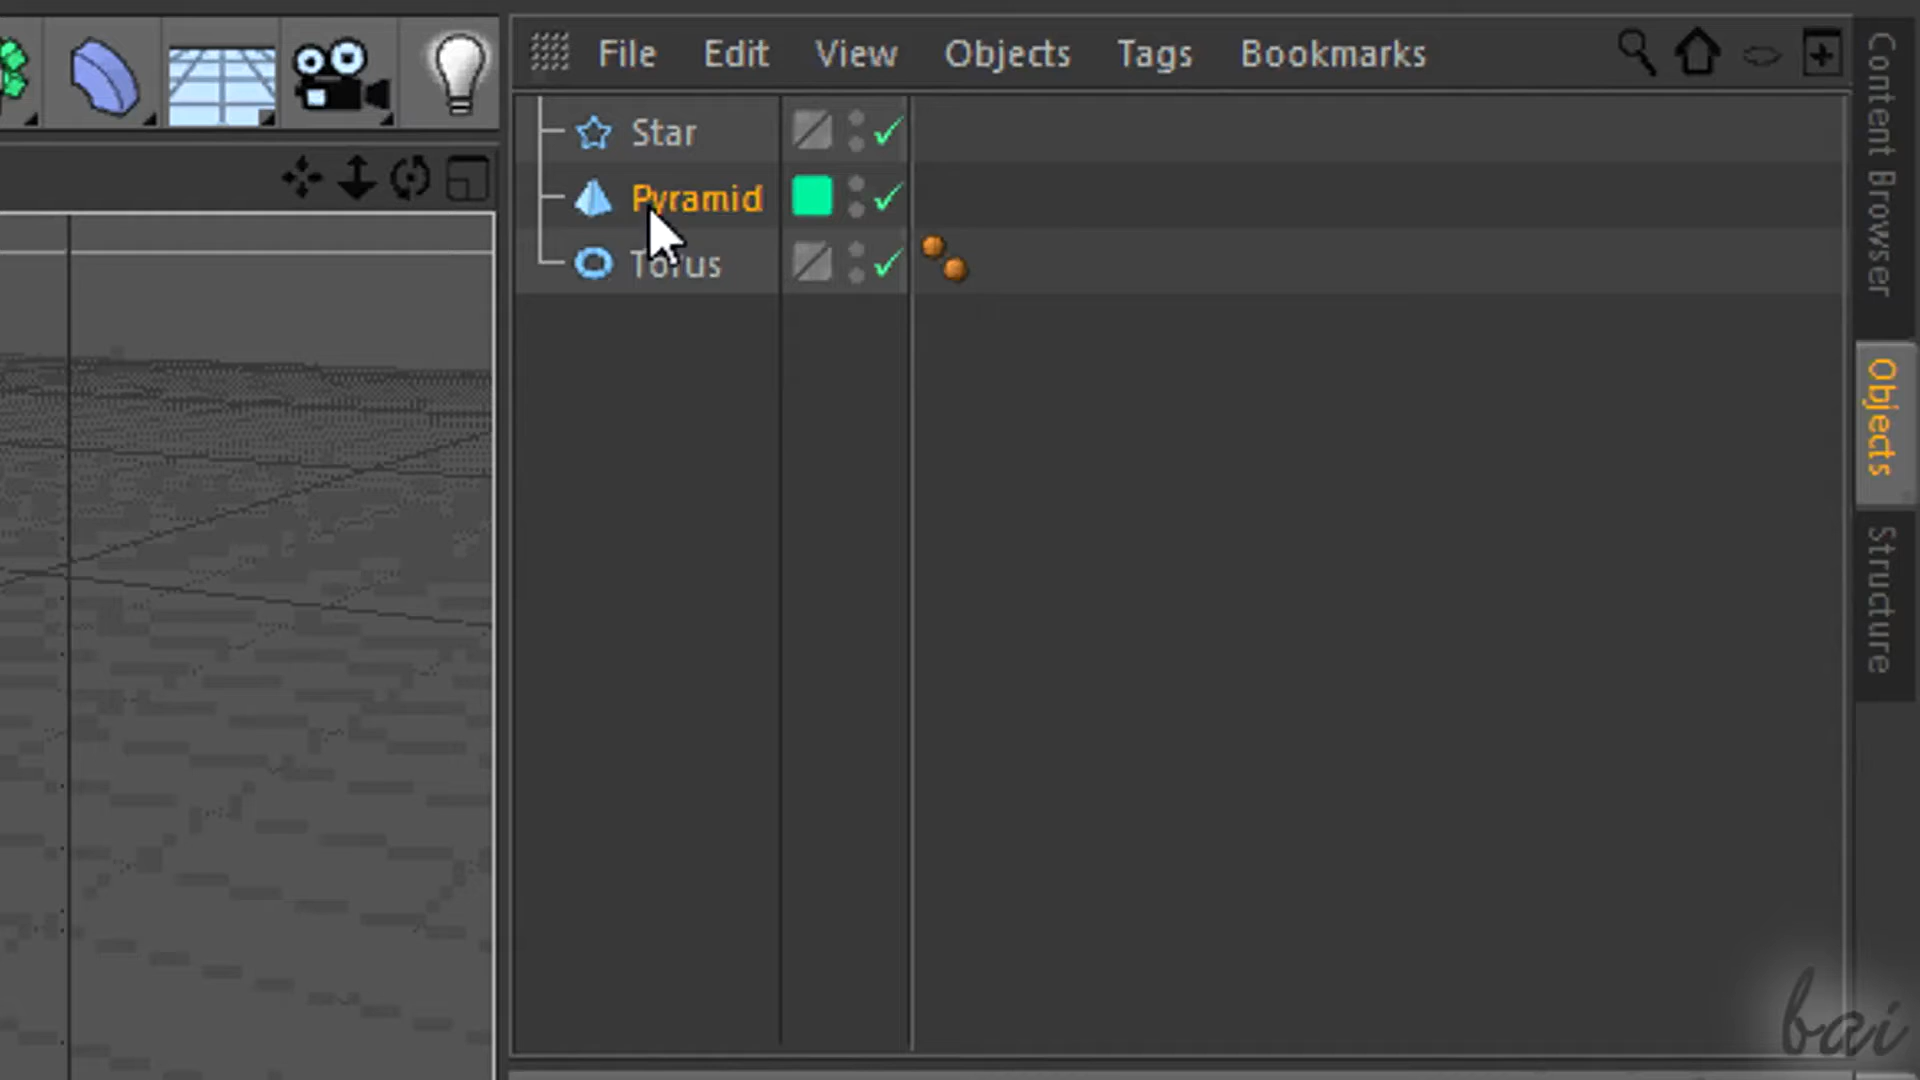 File Edit View Objects Tags Bookmarks
Star
Pyramid
Torus
Content Browser
Objects
Structure
bai